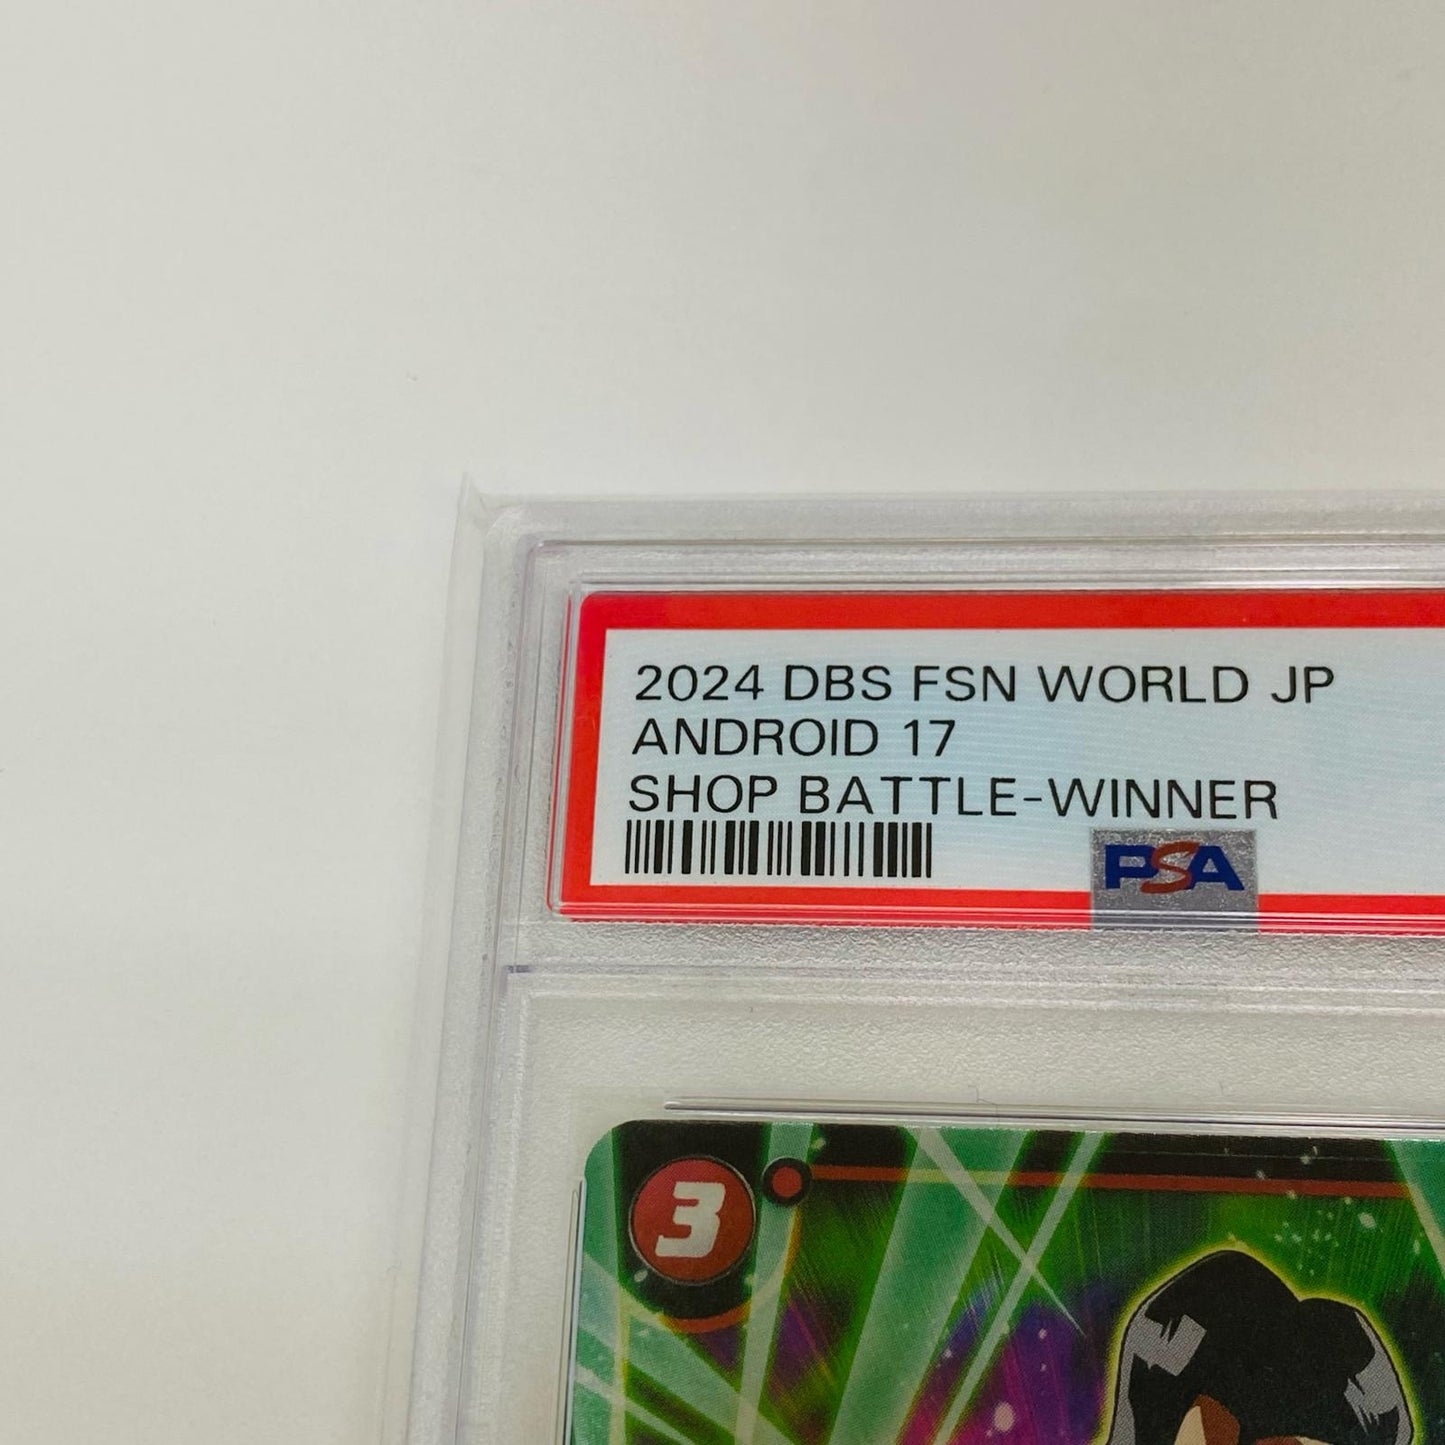 2024 DBS FSN WORLD JP
ANDROID 17
SHOP BATTLE-WINNER
PSA
3